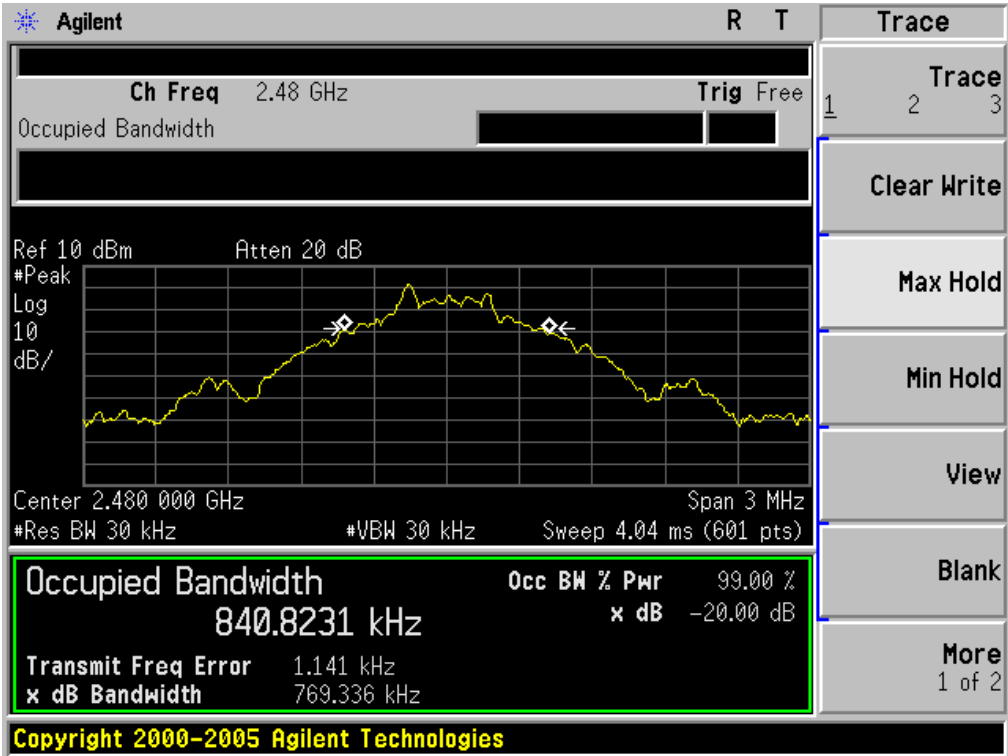 Agilent R T Trace
Ch Freq 2.48 GHz Trig Free
Occupied Bandwidth
Trace
1 2 3
Clear Write
Ref 10 dBm Atten 20 dB
#Peak
Log
10
dB/
Max Hold
Min Hold
View
Center 2.480 000 GHz Span 3 MHz
#Res BW 30 kHz #VBW 30 kHz Sweep 4.04 ms (601 pts)
Occupied Bandwidth
840.8231 kHz
Occ BW % Pwr 99.00 %
x dB -20.00 dB
Transmit Freq Error 1.141 kHz
x dB Bandwidth 769.336 kHz
Blank
More
1 of 2
Copyright 2000-2005 Agilent Technologies